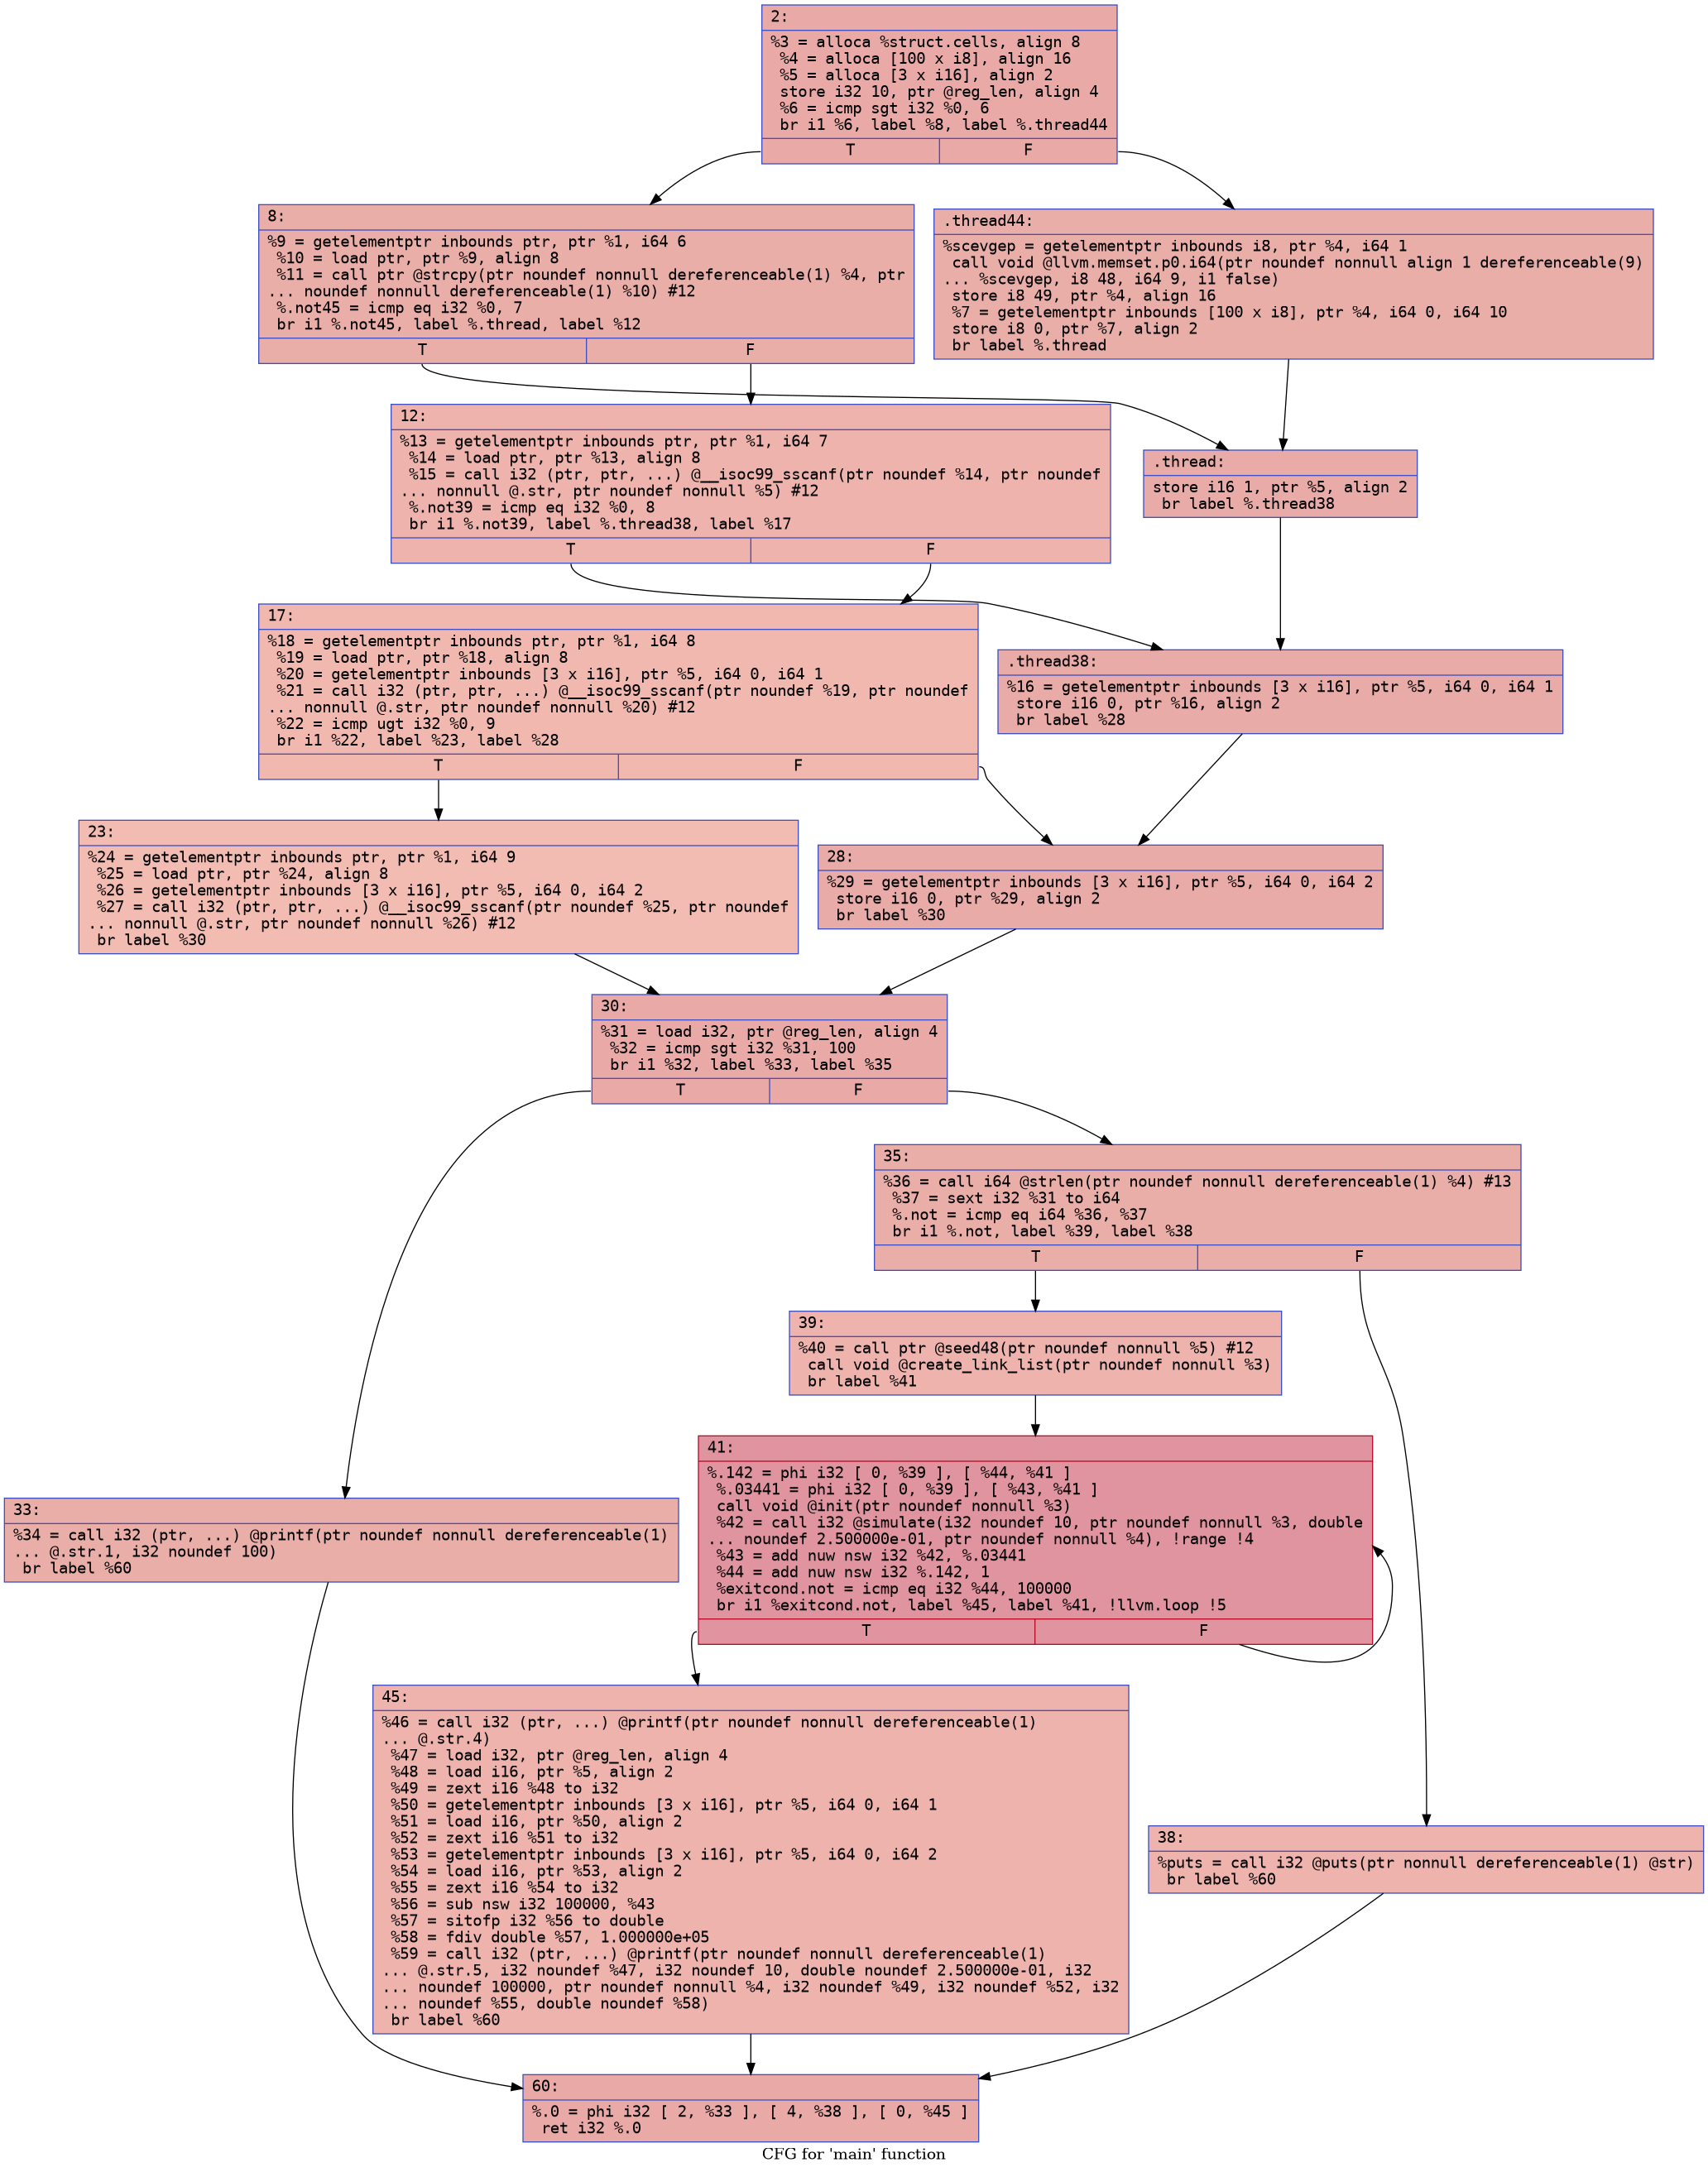 2:
%3 = alloca %struct.cells, align 8
%4 = alloca [100 x i8], align 16
%5 = alloca [3 x i16], align 2
store i32 10, ptr @reg_len, align 4
%6 = icmp sgt i32 %0, 6
br i1 %6, label %8, label %.thread44
T F
8:
%9 = getelementptr inbounds ptr, ptr %1, i64 6
%10 = load ptr, ptr %9, align 8
%11 = call ptr @strcpy(ptr noundef nonnull dereferenceable(1) %4, ptr
... noundef nonnull dereferenceable(1) %10) #12
%.not45 = icmp eq i32 %0, 7
br i1 %.not45, label %.thread, label %12
T F
.thread44:
%scevgep = getelementptr inbounds i8, ptr %4, i64 1
call void @llvm.memset.p0.i64(ptr noundef nonnull align 1 dereferenceable(9)
... %scevgep, i8 48, i64 9, i1 false)
store i8 49, ptr %4, align 16
%7 = getelementptr inbounds [100 x i8], ptr %4, i64 0, i64 10
store i8 0, ptr %7, align 2
br label %.thread
12:
%13 = getelementptr inbounds ptr, ptr %1, i64 7
%14 = load ptr, ptr %13, align 8
%15 = call i32 (ptr, ptr, ...) @__isoc99_sscanf(ptr noundef %14, ptr noundef
... nonnull @.str, ptr noundef nonnull %5) #12
%.not39 = icmp eq i32 %0, 8
br i1 %.not39, label %.thread38, label %17
T F
.thread:
store i16 1, ptr %5, align 2
br label %.thread38
17:
%18 = getelementptr inbounds ptr, ptr %1, i64 8
%19 = load ptr, ptr %18, align 8
%20 = getelementptr inbounds [3 x i16], ptr %5, i64 0, i64 1
%21 = call i32 (ptr, ptr, ...) @__isoc99_sscanf(ptr noundef %19, ptr noundef
... nonnull @.str, ptr noundef nonnull %20) #12
%22 = icmp ugt i32 %0, 9
br i1 %22, label %23, label %28
T F
.thread38:
%16 = getelementptr inbounds [3 x i16], ptr %5, i64 0, i64 1
store i16 0, ptr %16, align 2
br label %28
23:
%24 = getelementptr inbounds ptr, ptr %1, i64 9
%25 = load ptr, ptr %24, align 8
%26 = getelementptr inbounds [3 x i16], ptr %5, i64 0, i64 2
%27 = call i32 (ptr, ptr, ...) @__isoc99_sscanf(ptr noundef %25, ptr noundef
... nonnull @.str, ptr noundef nonnull %26) #12
br label %30
28:
%29 = getelementptr inbounds [3 x i16], ptr %5, i64 0, i64 2
store i16 0, ptr %29, align 2
br label %30
30:
%31 = load i32, ptr @reg_len, align 4
%32 = icmp sgt i32 %31, 100
br i1 %32, label %33, label %35
T F
35:
%36 = call i64 @strlen(ptr noundef nonnull dereferenceable(1) %4) #13
%37 = sext i32 %31 to i64
%.not = icmp eq i64 %36, %37
br i1 %.not, label %39, label %38
T F
39:
%40 = call ptr @seed48(ptr noundef nonnull %5) #12
call void @create_link_list(ptr noundef nonnull %3)
br label %41
41:
%.142 = phi i32 [ 0, %39 ], [ %44, %41 ]
%.03441 = phi i32 [ 0, %39 ], [ %43, %41 ]
call void @init(ptr noundef nonnull %3)
%42 = call i32 @simulate(i32 noundef 10, ptr noundef nonnull %3, double
... noundef 2.500000e-01, ptr noundef nonnull %4), !range !4
%43 = add nuw nsw i32 %42, %.03441
%44 = add nuw nsw i32 %.142, 1
%exitcond.not = icmp eq i32 %44, 100000
br i1 %exitcond.not, label %45, label %41, !llvm.loop !5
T F
33:
%34 = call i32 (ptr, ...) @printf(ptr noundef nonnull dereferenceable(1)
... @.str.1, i32 noundef 100)
br label %60
45:
%46 = call i32 (ptr, ...) @printf(ptr noundef nonnull dereferenceable(1)
... @.str.4)
%47 = load i32, ptr @reg_len, align 4
%48 = load i16, ptr %5, align 2
%49 = zext i16 %48 to i32
%50 = getelementptr inbounds [3 x i16], ptr %5, i64 0, i64 1
%51 = load i16, ptr %50, align 2
%52 = zext i16 %51 to i32
%53 = getelementptr inbounds [3 x i16], ptr %5, i64 0, i64 2
%54 = load i16, ptr %53, align 2
%55 = zext i16 %54 to i32
%56 = sub nsw i32 100000, %43
%57 = sitofp i32 %56 to double
%58 = fdiv double %57, 1.000000e+05
%59 = call i32 (ptr, ...) @printf(ptr noundef nonnull dereferenceable(1)
... @.str.5, i32 noundef %47, i32 noundef 10, double noundef 2.500000e-01, i32
... noundef 100000, ptr noundef nonnull %4, i32 noundef %49, i32 noundef %52, i32
... noundef %55, double noundef %58)
br label %60
38:
%puts = call i32 @puts(ptr nonnull dereferenceable(1) @str)
br label %60
60:
%.0 = phi i32 [ 2, %33 ], [ 4, %38 ], [ 0, %45 ]
ret i32 %.0
CFG for 'main' function